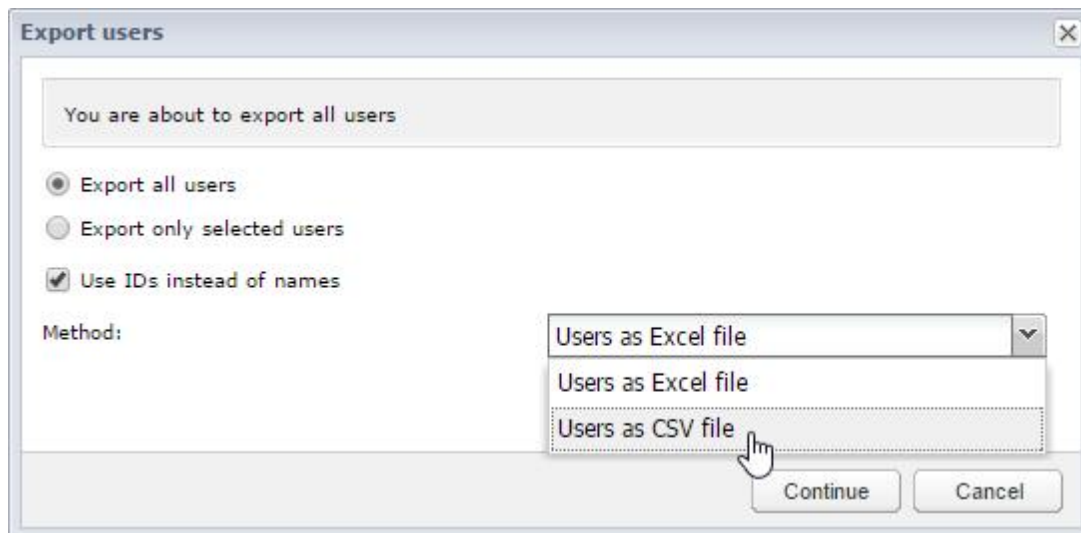 Export users
You are about to export all users
Export all users
Export only selected users
Use IDs instead of names
Method:
Users as Excel file
Users as Excel file
Users as CSV file
Continue
Cancel